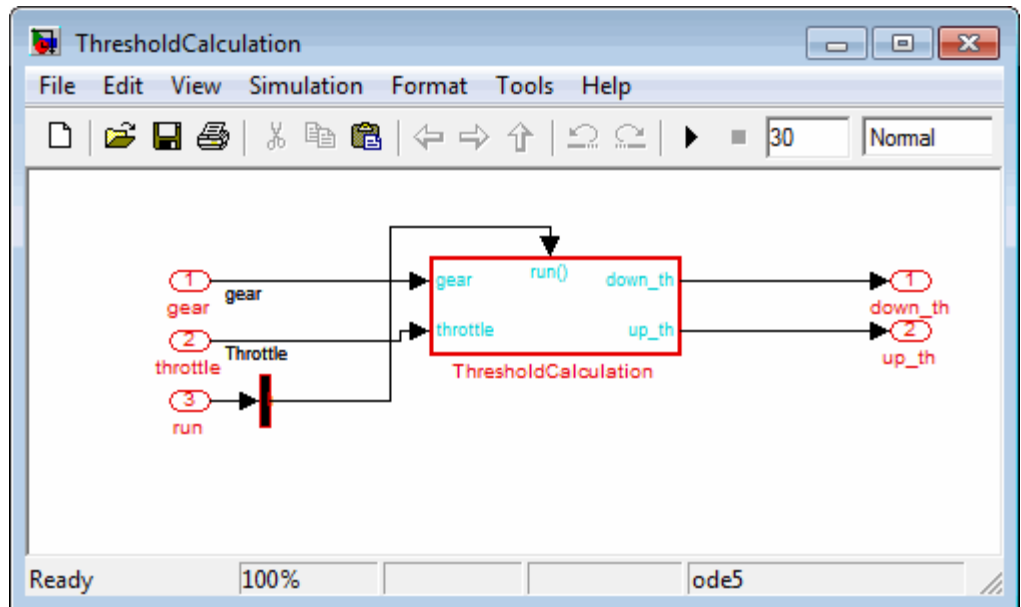 ThresholdCalculation
File Edit View Simulation Format Tools Help
30 Normal
run()
1 gear gear down_th 1
gear down_th
2 Throttle throttle up_th 2
throttle ThresholdCalculation up_th
3
run
Ready 100% ode5